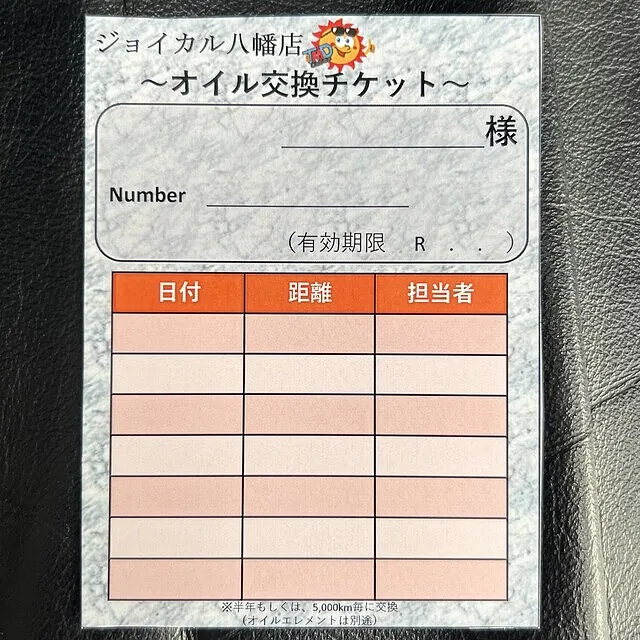 ジョイカル八幡店
～オイル交換チケット～
様
Number
(有効期限 R . . )
日付 距離 担当者
※半年もしくは、5,000km毎に交換
(オイルエレメントは別途)